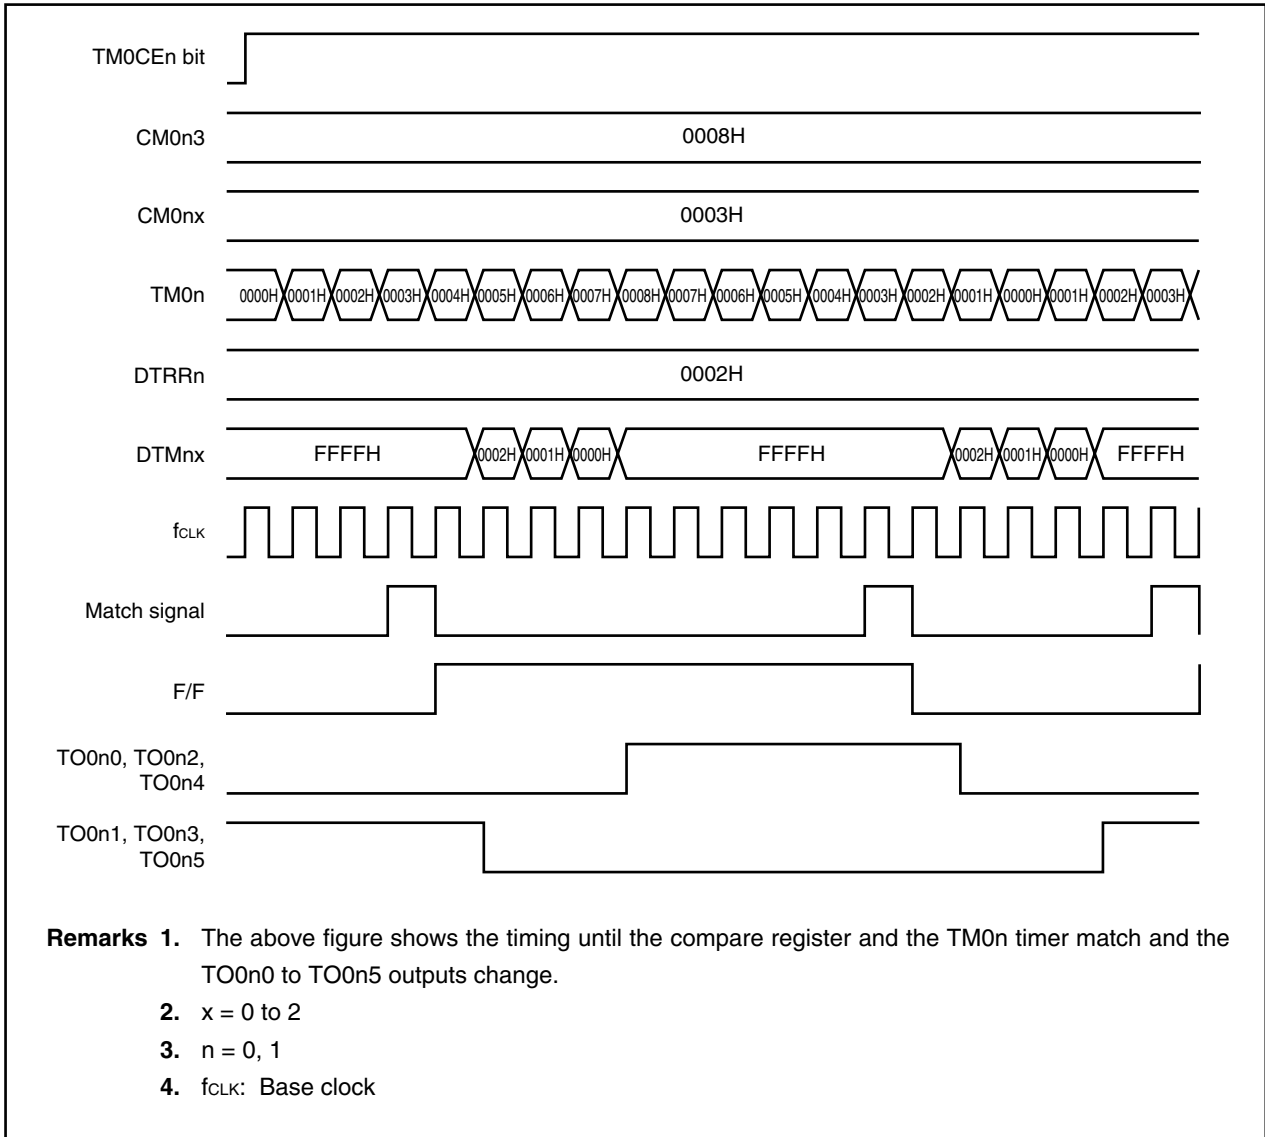 TM0CEn bit
CM0n3
0008H
CM0nx
0003H
TM0n
0000H 0001H 0002H 0003H 0004H 0005H 0006H 0007H 0008H 0007H 0006H 0005H 0004H 0003H 0002H 0001H 0000H 0001H 0002H 0003H
DTRRn
0002H
DTMnx
FFFFH 0002H 0001H 0000H FFFFH 0002H 0001H 0000H FFFFH
fCLK
Match signal
F/F
TO0n0, TO0n2,
TO0n4
TO0n1, TO0n3,
TO0n5
Remarks 1. The above figure shows the timing until the compare register and the TM0n timer match and the
TO0n0 to TO0n5 outputs change.
2. x = 0 to 2
3. n = 0, 1
4. fCLK: Base clock